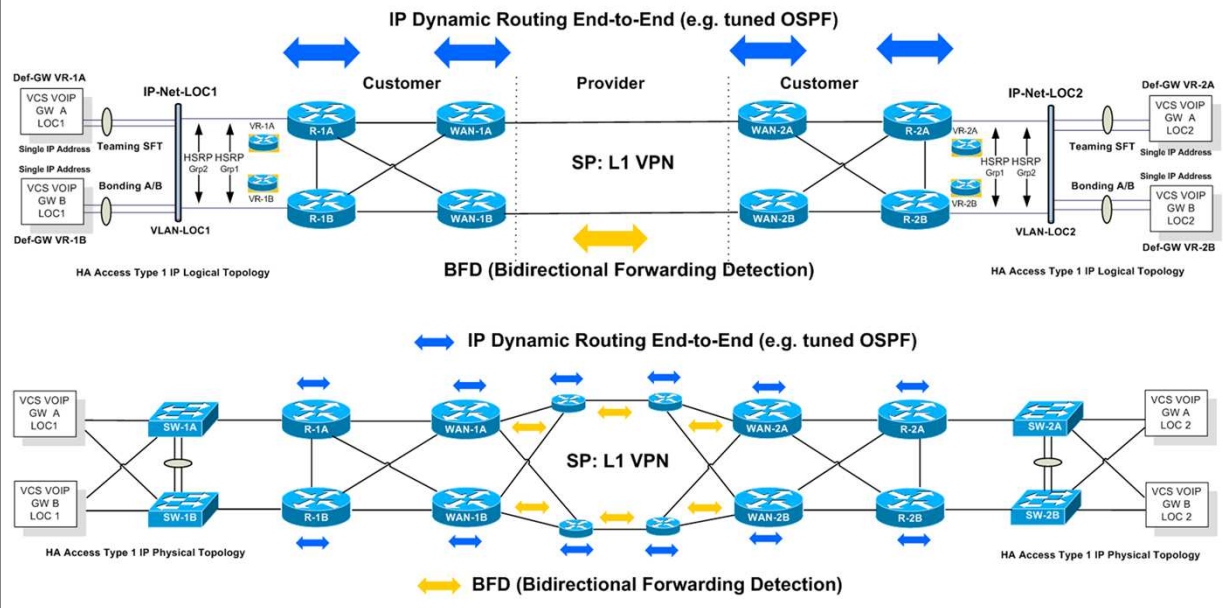 IP Dynamic Routing End-to-End (e.g. tuned OSPF)
Def-GW VR-1A
VCS VOIP
GW A
LOC1
Single IP Address
Single IP Address
VCS VOIP
GW B
LOC1
Def-GW VR-1B
Teaming SFT
Bonding A/B
IP-Net-LOC1
VLAN-LOC1
HSRP
Grp2
HSRP
Grp1
VR-1A
VR-1B
Customer
Provider
Customer
R-1A
WAN-1A
R-1B
WAN-1B
SP: L1 VPN
WAN-2A
R-2A
WAN-2B
R-2B
VR-2A
VR-2B
HSRP
Grp1
HSRP
Grp2
IP-Net-LOC2
VLAN-LOC2
Teaming SFT
Bonding A/B
Def-GW VR-2A
VCS VOIP
GW A
LOC2
Single IP Address
Single IP Address
VCS VOIP
GW B
LOC2
Def-GW VR-2B
HA Access Type 1 IP Logical Topology
BFD (Bidirectional Forwarding Detection)
HA Access Type 1 IP Logical Topology
IP Dynamic Routing End-to-End (e.g. tuned OSPF)
VCS VOIP
GW A
LOC1
VCS VOIP
GW B
LOC 1
SW-1A
SW-1B
R-1A
R-1B
WAN-1A
WAN-1B
SP: L1 VPN
WAN-2A
WAN-2B
R-2A
R-2B
SW-2A
SW-2B
VCS VOIP
GW A
LOC 2
VCS VOIP
GW B
LOC 2
HA Access Type 1 IP Physical Topology
HA Access Type 1 IP Physical Topology
BFD (Bidirectional Forwarding Detection)